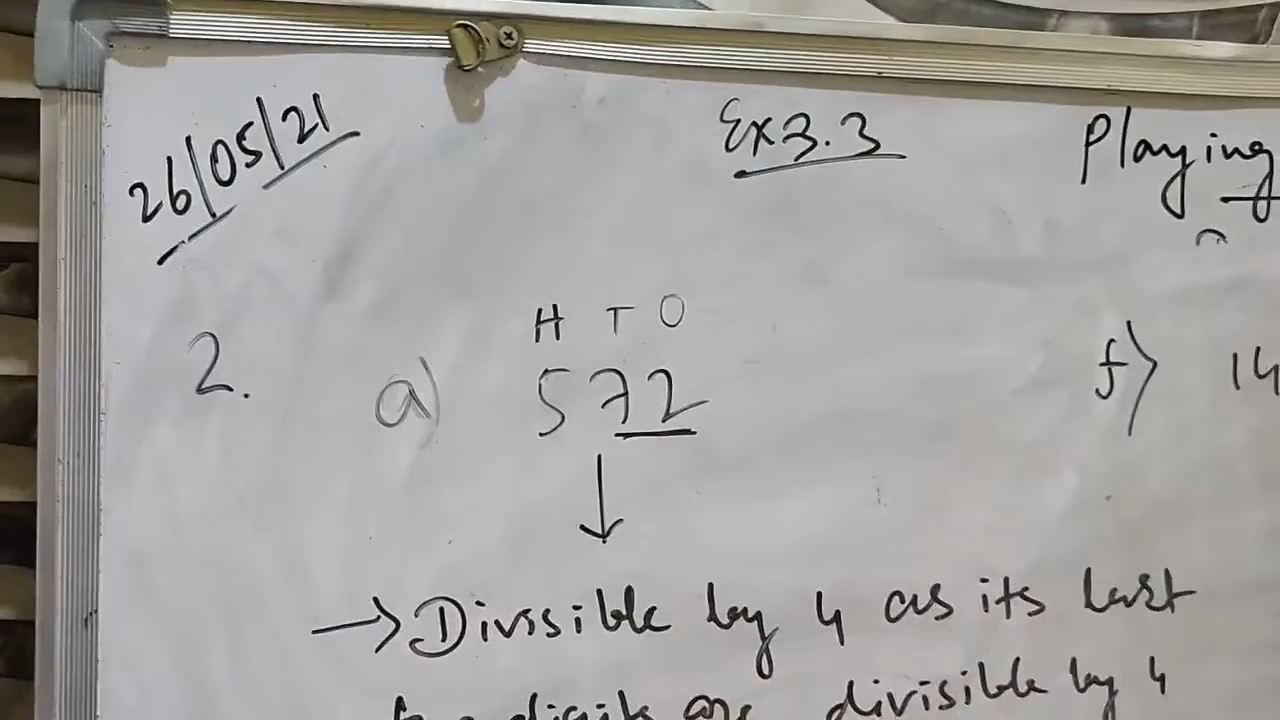 26/05/21
Ex 3.3
Playing
2.
a)
H T O
572
f) 14
→ Divisible by 4 as its last
digits are divisible by 4